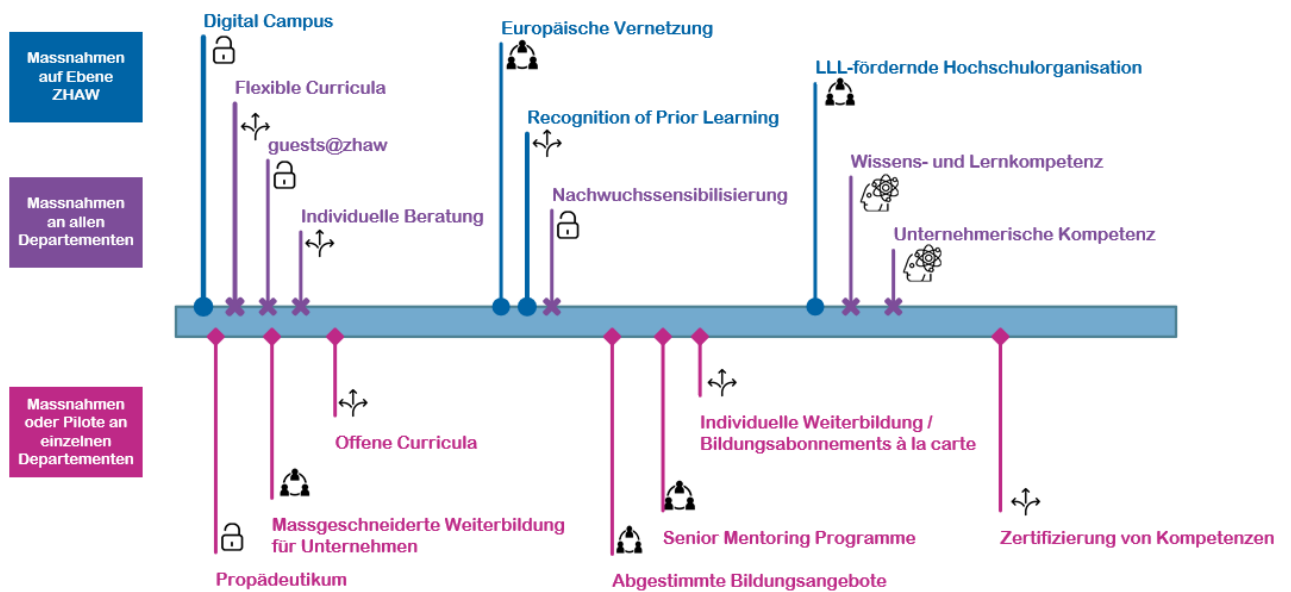 Digital Campus
Europäische Vernetzung
Massnahmen
auf Ebene
ZHAW
LLL-fördernde Hochschulorganisation
Flexible Curricula
Recognition of Prior Learning
guests@zhaw
Wissens- und Lernkompetenz
Massnahmen
an allen
Departementen
Nachwuchssensibilisierung
Individuelle Beratung
Unternehmerische Kompetenz
Massnahmen
oder Pilote an
einzelnen
Departementen
Offene Curricula
Individuelle Weiterbildung /
Bildungsabonnements à la carte
Massgeschneiderte Weiterbildung
für Unternehmen
Senior Mentoring Programme
Zertifizierung von Kompetenzen
Propädeutikum
Abgestimmte Bildungsangebote